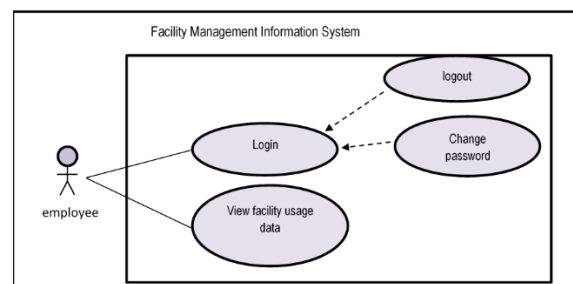 Facility Management Information System
logout
Login
Change
password
employee
View facility usage
data